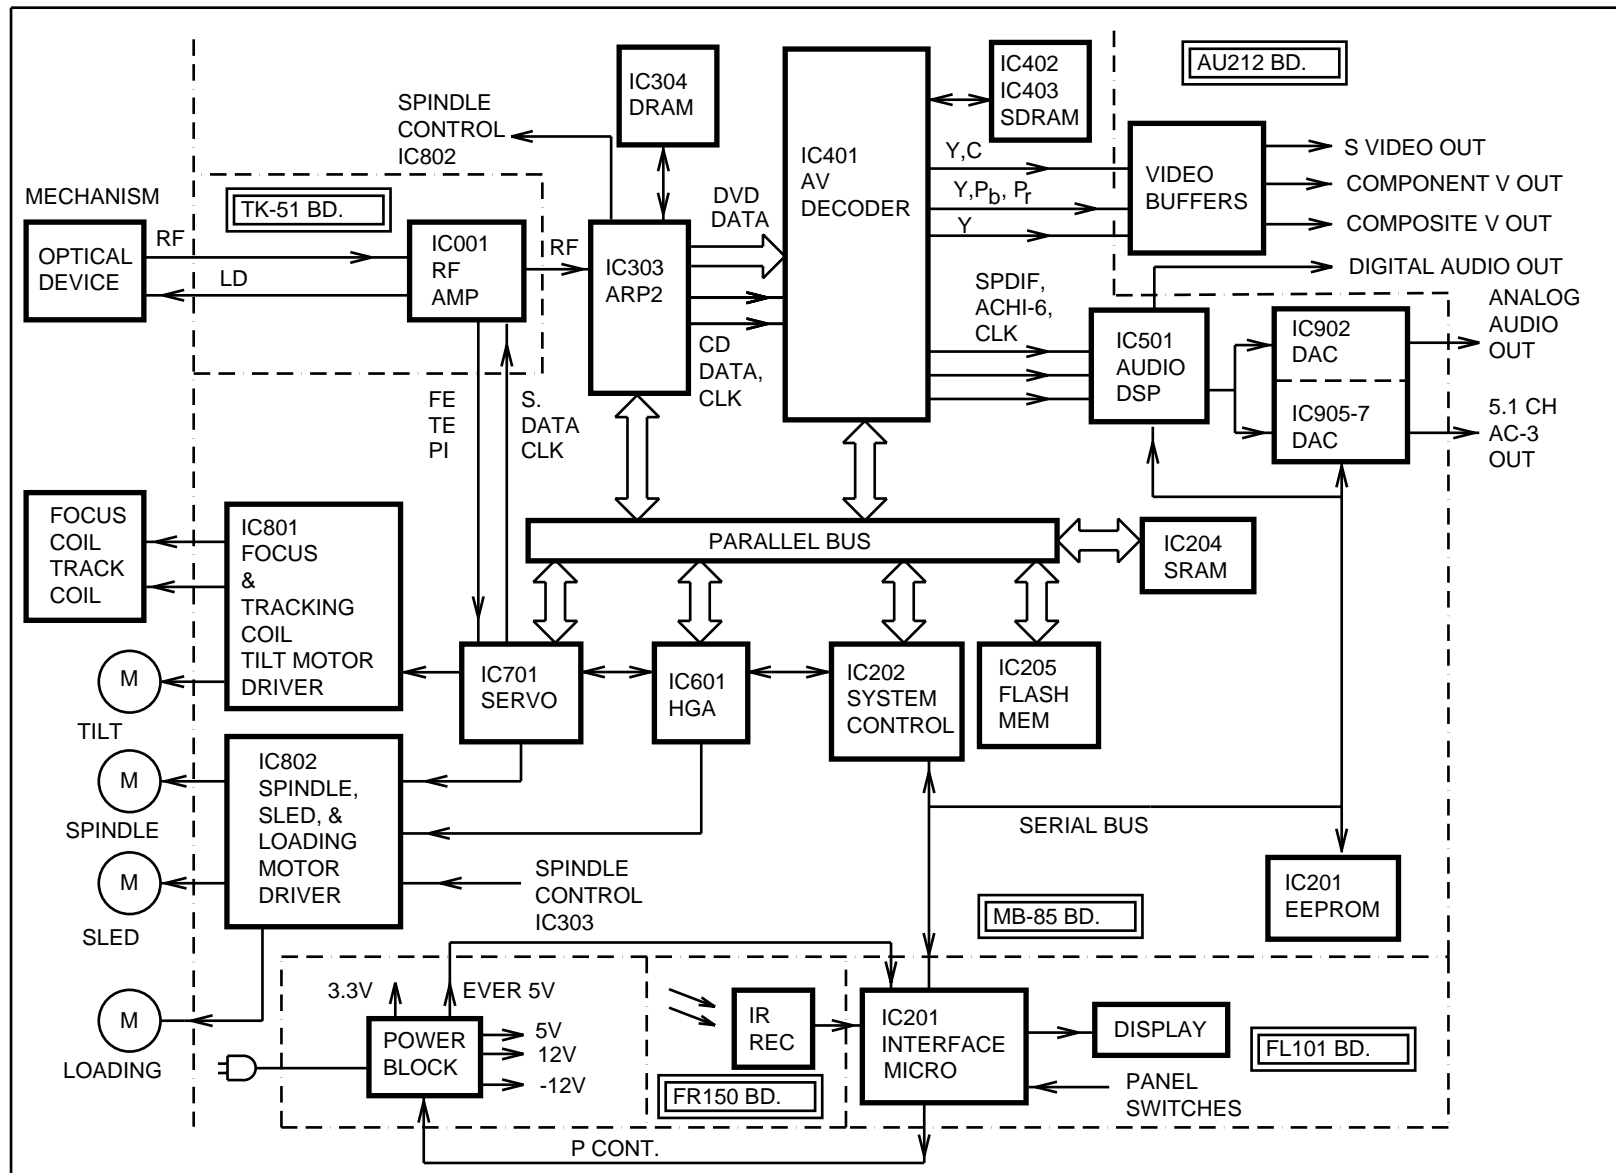 AU212 BD.
IC304
DRAM
IC402
IC403
SDRAM
SPINDLE
CONTROL
IC802
IC401
AV
DECODER
Y,C
Y,Pb, Pr
Y
VIDEO
BUFFERS
S VIDEO OUT
COMPONENT V OUT
COMPOSITE V OUT
MECHANISM
TK-51 BD.
DVD
DATA
OPTICAL
DEVICE
RF
LD
IC001
RF
AMP
RF
IC303
ARP2
DIGITAL AUDIO OUT
SPDIF,
ACHI-6,
CLK
ANALOG
AUDIO
OUT
IC501
AUDIO
DSP
IC902
DAC
IC905-7
DAC
5.1 CH
AC-3
OUT
CD
DATA,
CLK
FE
TE
PI
S.
DATA
CLK
FOCUS
COIL
TRACK
COIL
IC801
FOCUS
&
TRACKING
COIL
TILT MOTOR
DRIVER
PARALLEL BUS
IC204
SRAM
M
TILT
IC701
SERVO
IC601
HGA
IC202
SYSTEM
CONTROL
IC205
FLASH
MEM
M
SPINDLE
IC802
SPINDLE,
SLED, &
LOADING
MOTOR
DRIVER
SERIAL BUS
M
SLED
SPINDLE
CONTROL
IC303
MB-85 BD.
IC201
EEPROM
M
LOADING
3.3V
EVER 5V
POWER
BLOCK
5V
12V
-12V
IR
REC
FR150 BD.
IC201
INTERFACE
MICRO
DISPLAY
FL101 BD.
PANEL
SWITCHES
P CONT.